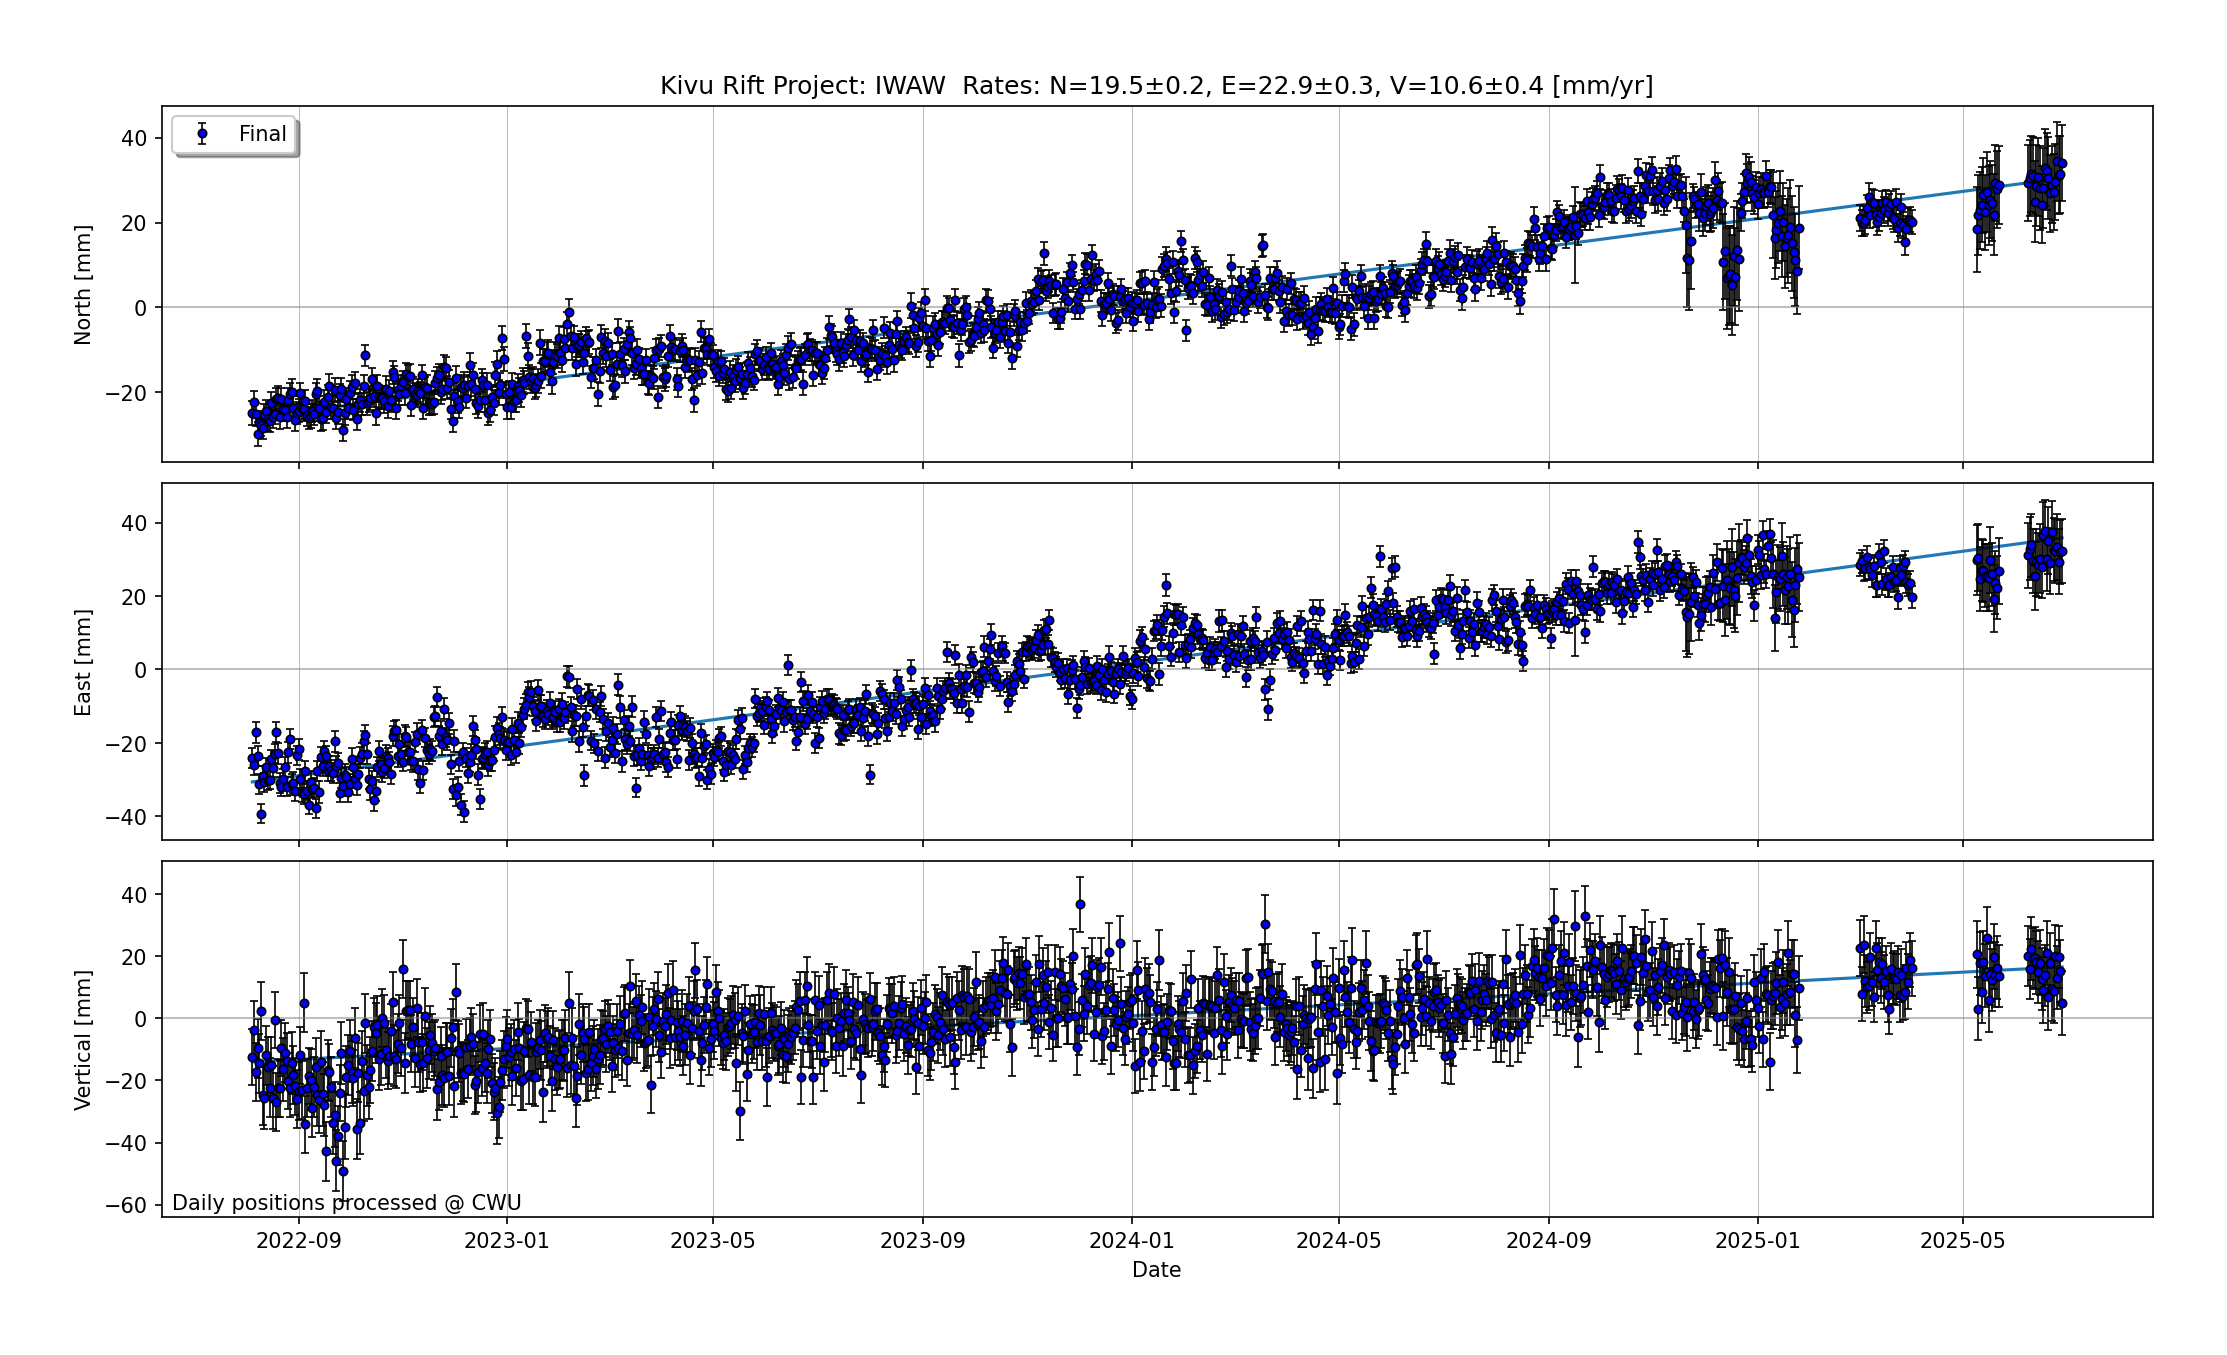 Kivu Rift Project: IWAW  Rates: N=19.5±0.2, E=22.9±0.3, V=10.6±0.4 [mm/yr]
Final
North [mm]
40
20
0
−20
East [mm]
40
20
0
−20
−40
Vertical [mm]
40
20
0
−20
−40
−60
Daily positions processed @ CWU
2022-09 2023-01 2023-05 2023-09 2024-01 2024-05 2024-09 2025-01 2025-05
Date